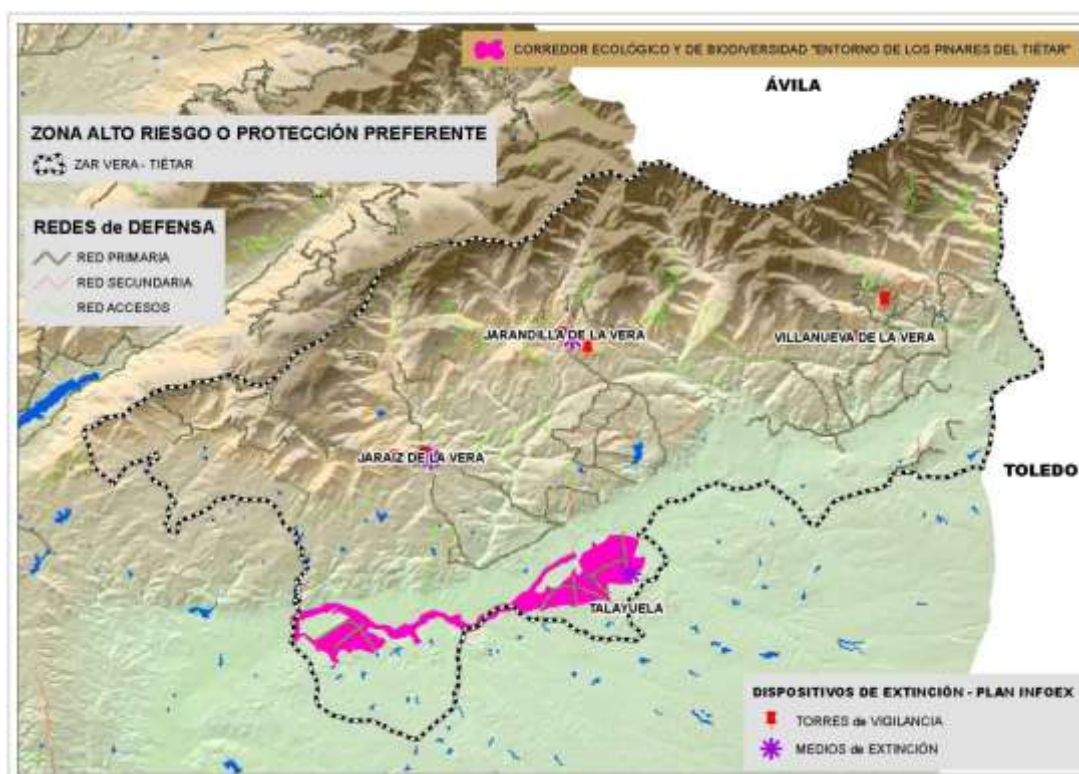 CORREDOR ECOLÓGICO Y DE BIODIVERSIDAD "ENTORNO DE LOS PINARES DEL TIÉTAR"
ÁVILA
ZONA ALTO RIESGO O PROTECCIÓN PREFERENTE
ZAR VERA - TIÉTAR
REDES de DEFENSA
RED PRIMARIA
RED SECUNDARIA
RED ACCESOS
JARANDILLA DE LA VERA
VILLANUEVA DE LA VERA
JARAÍZ DE LA VERA
TOLEDO
TALAYUELA
DISPOSITIVOS DE EXTINCIÓN - PLAN INFOEX
TORRES de VIGILANCIA
MEDIOS de EXTINCIÓN